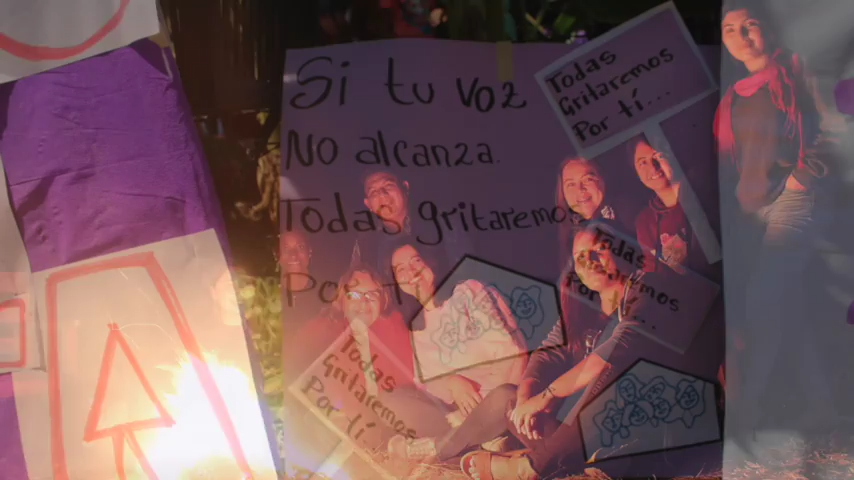 Si tu voz
No alcanza.
Todas gritaremos
Por tí
Todas
Gritaremos
Por tí...
Todas
Gritaremos
Por tí...
Todas
Gritaremos
Por tí...